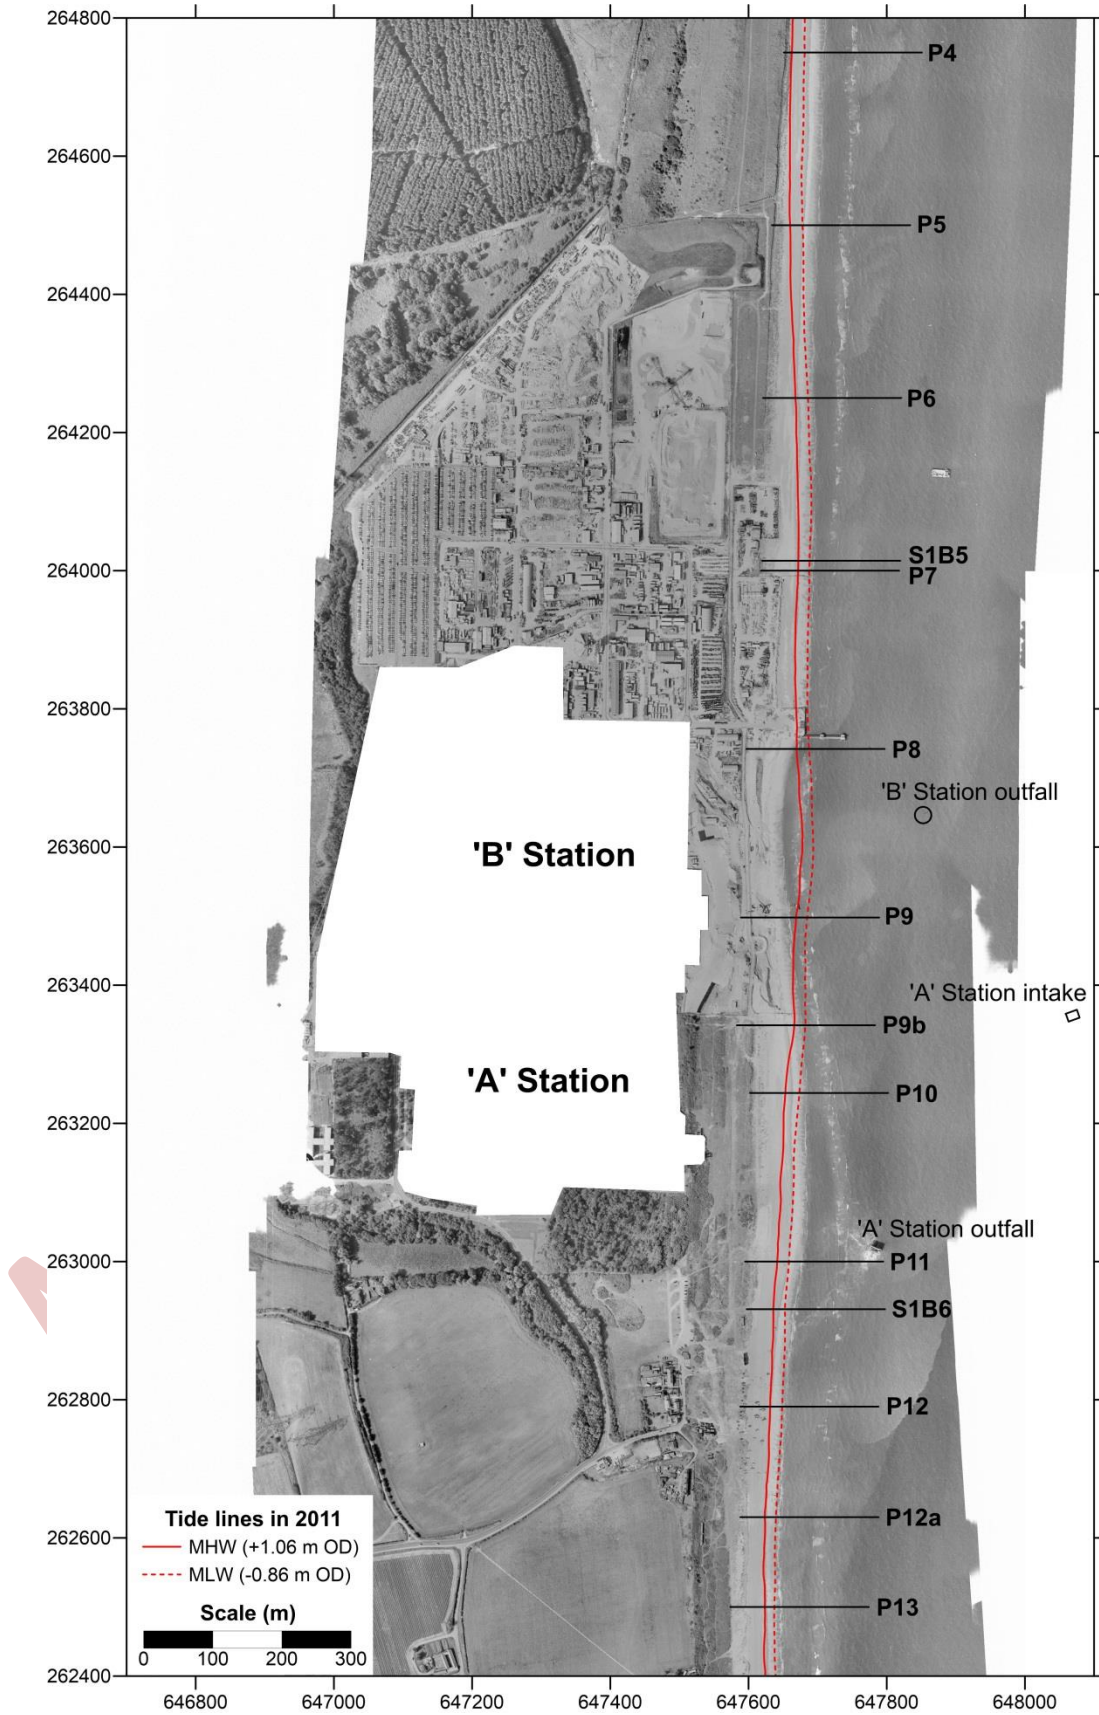 264800
P4
264600
P5
264400
P6
264200
S1B5
264000
P7
263800
P8
'B' Station outfall
263600
'B' Station
P9
263400
'A' Station intake
P9b
'A' Station
P10
263200
'A' Station outfall
263000
P11
S1B6
262800
P12
262600
P12a
P13
Tide lines in 2011
MHW (+1.06 m OD)
MLW (-0.86 m OD)
Scale (m)
0 100 200 300
262400
646800 647000 647200 647400 647600 647800 648000